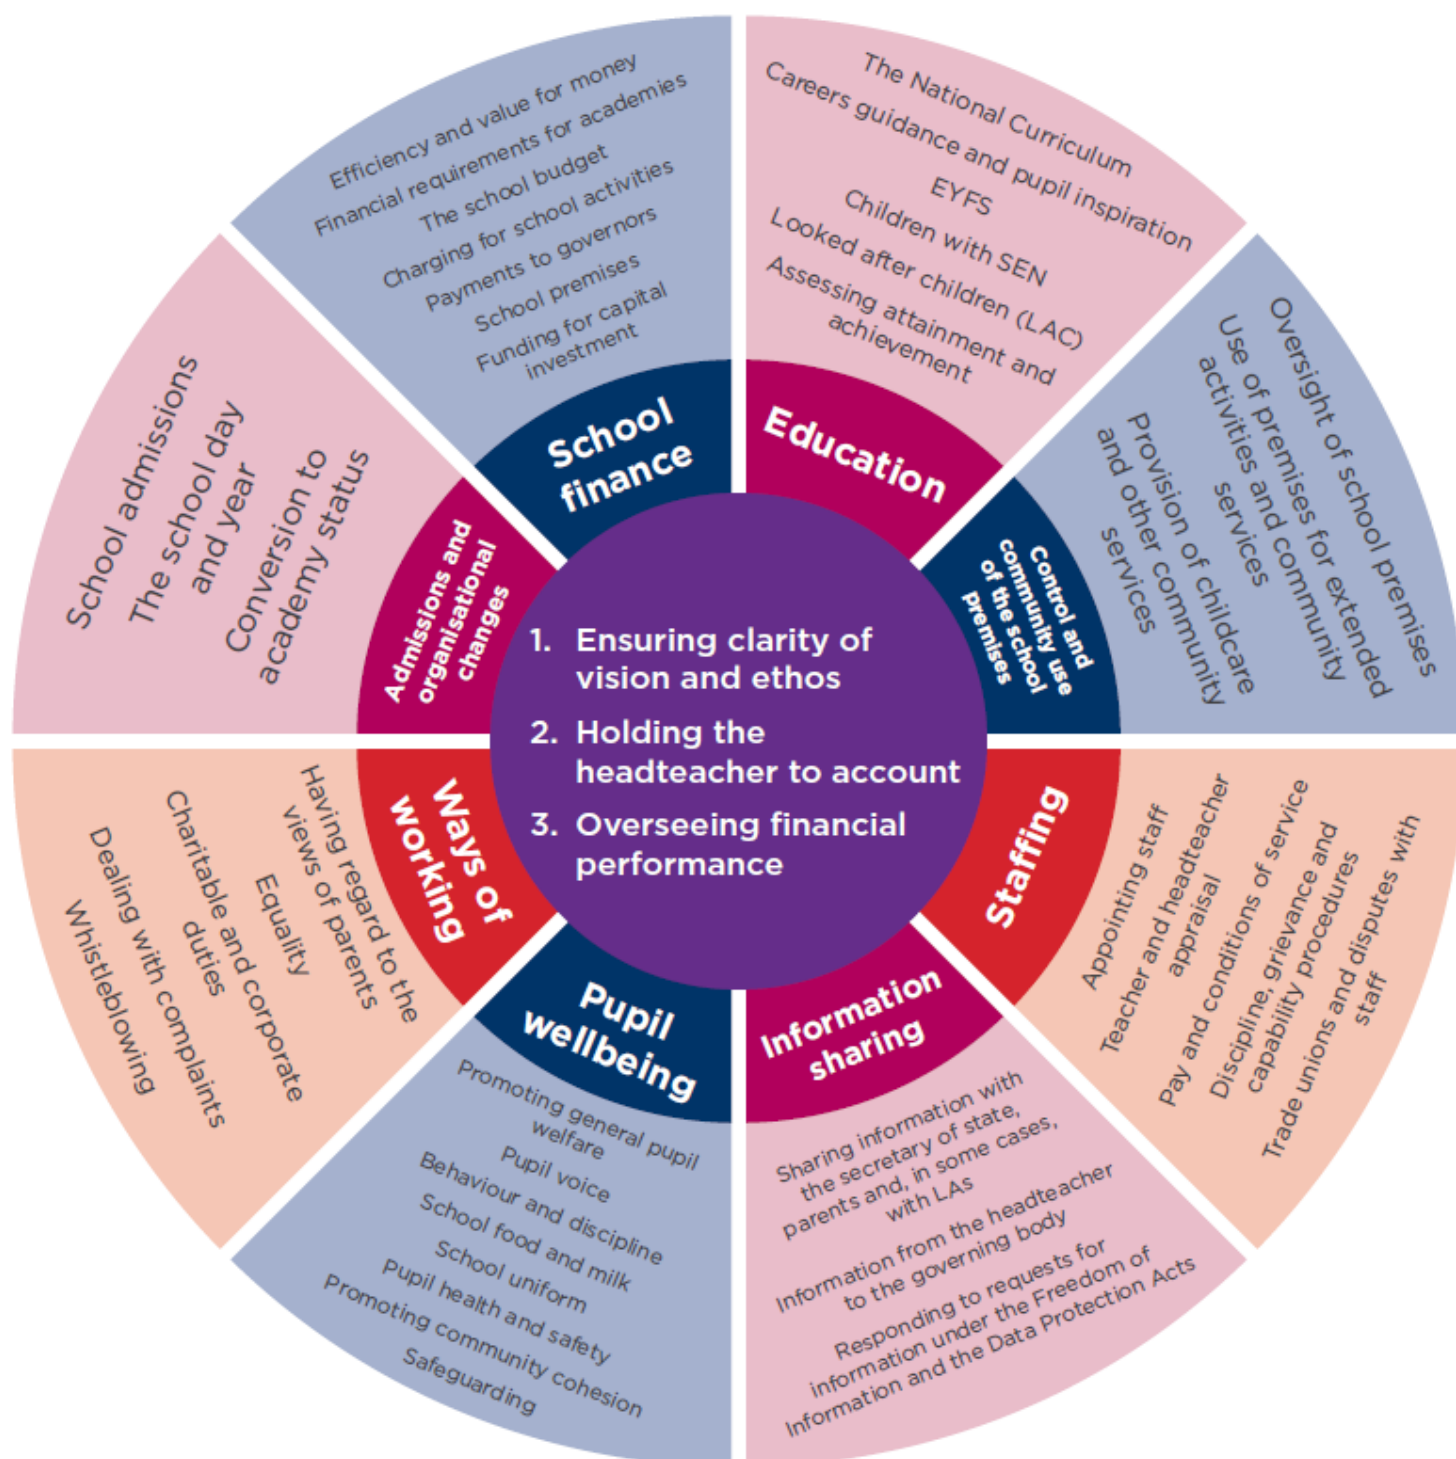 1. Ensuring clarity of
vision and ethos
2. Holding the
headteacher to account
3. Overseeing financial
performance
Education
The National Curriculum
Careers guidance and pupil inspiration
EYFS
Children with SEN
Looked after children (LAC)
Assessing attainment and
achievement
Control and
community use
of the school
premises
Oversight of school premises
Use of premises for extended
activities and community
services
Provision of childcare
and other community
services
Staffing
Appointing staff
Teacher and headteacher
appraisal
Pay and conditions of service
Discipline, grievance and
capability procedures
Trade unions and disputes with
staff
Information
sharing
Sharing information with
the secretary of state,
parents and, in some cases,
with LAs
Information from the headteacher
to the governing body
Responding to requests for
information under the Freedom of
Information and the Data Protection Acts
Pupil
wellbeing
Promoting general pupil
welfare
Pupil voice
Behaviour and discipline
School food and milk
School uniform
Pupil health and safety
Promoting community cohesion
Safeguarding
Ways of
working
Having regard to the
views of parents
Equality
Charitable and corporate
duties
Dealing with complaints
Whistleblowing
Admissions and
organisational
changes
School admissions
The school day
and year
Conversion to
academy status
School
finance
Efficiency and value for money
Financial requirements for academies
The school budget
Charging for school activities
Payments to governors
School premises
Funding for capital
investment